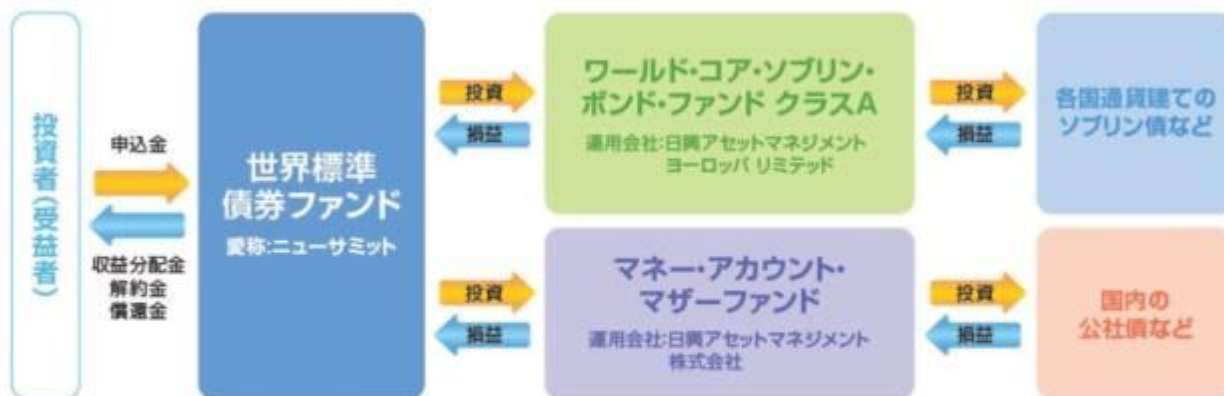 投資者(受益者)
申込金
収益分配金
解約金
償還金
世界標準
債券ファンド
愛称:ニューサミット
投資
損益
ワールド・コア・ソブリン・
ボンド・ファンド クラスA
運用会社:日興アセットマネジメント
ヨーロッパ リミテッド
投資
損益
各国通貨建ての
ソブリン債など
投資
損益
マネー・アカウント・
マザーファンド
運用会社:日興アセットマネジメント
株式会社
投資
損益
国内の
公社債など